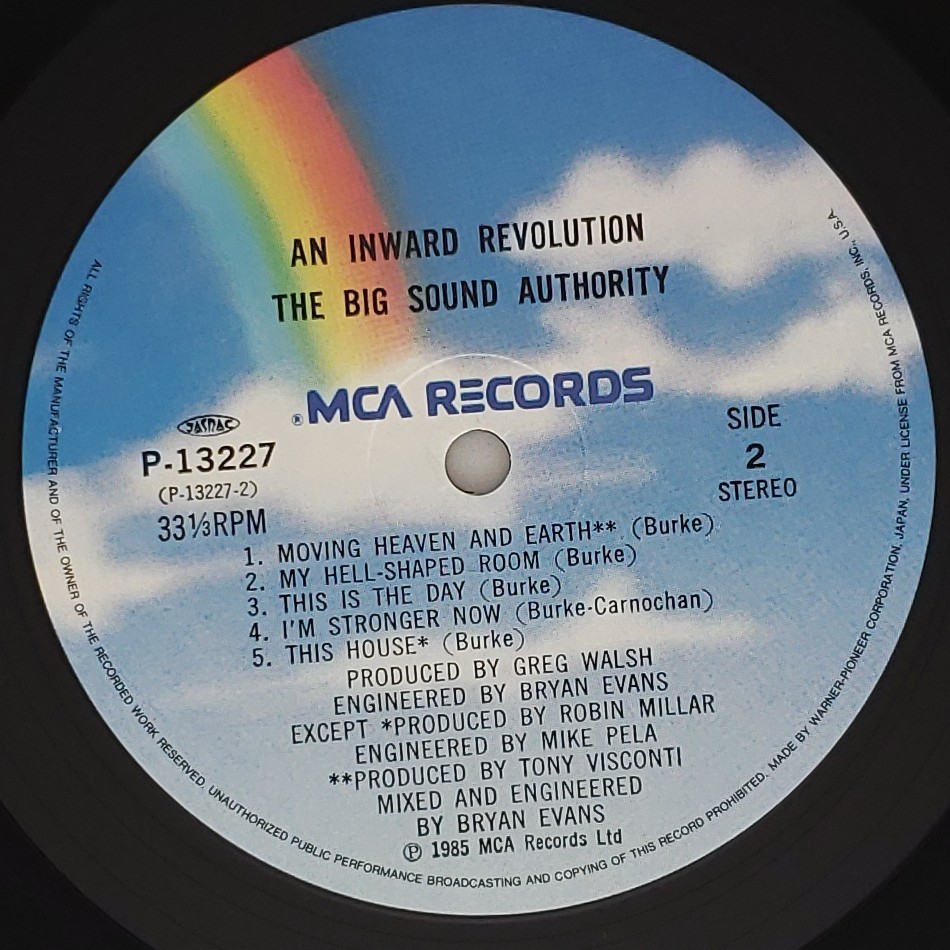 AN INWARD REVOLUTION
THE BIG SOUND AUTHORITY
® MCA RECORDS
JASRAC
P-13227
(P-13227-2)
33⅓RPM
SIDE
2
STEREO
1. MOVING HEAVEN AND EARTH** (Burke)
2. MY HELL-SHAPED ROOM (Burke)
3. THIS IS THE DAY (Burke)
4. I'M STRONGER NOW (Burke-Carnochan)
5. THIS HOUSE* (Burke)
PRODUCED BY GREG WALSH
ENGINEERED BY BRYAN EVANS
EXCEPT *PRODUCED BY ROBIN MILLAR
ENGINEERED BY MIKE PELA
**PRODUCED BY TONY VISCONTI
MIXED AND ENGINEERED
BY BRYAN EVANS
Ⓟ 1985 MCA Records Ltd
ALL RIGHTS OF THE MANUFACTURER AND OF THE OWNER OF THE RECORDED WORK RESERVED. UNAUTHORIZED PUBLIC PERFORMANCE BROADCASTING AND COPYING OF THIS RECORD PROHIBITED. MADE BY WARNER-PIONEER CORPORATION, JAPAN, UNDER LICENSE FROM MCA RECORDS, INC., U.S.A.